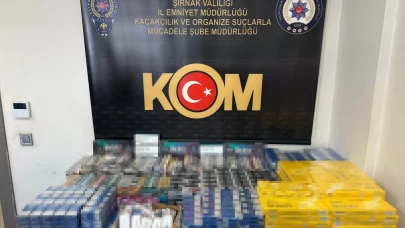 ŞIRNAK VALİLİĞİ
İL EMNİYET MÜDÜRLÜĞÜ
KAÇAKÇILIK VE ORGANİZE SUÇLARLA
MÜCADELE ŞUBE MÜDÜRLÜĞÜ
KOM